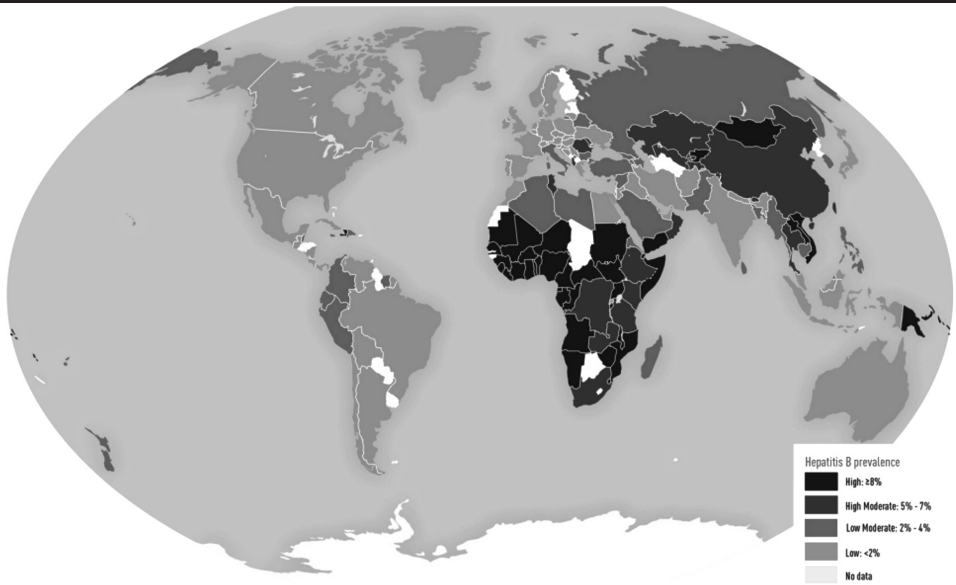 Hepatitis B prevalence
High: ≥8%
High Moderate: 5% - 7%
Low Moderate: 2% - 4%
Low: <2%
No data